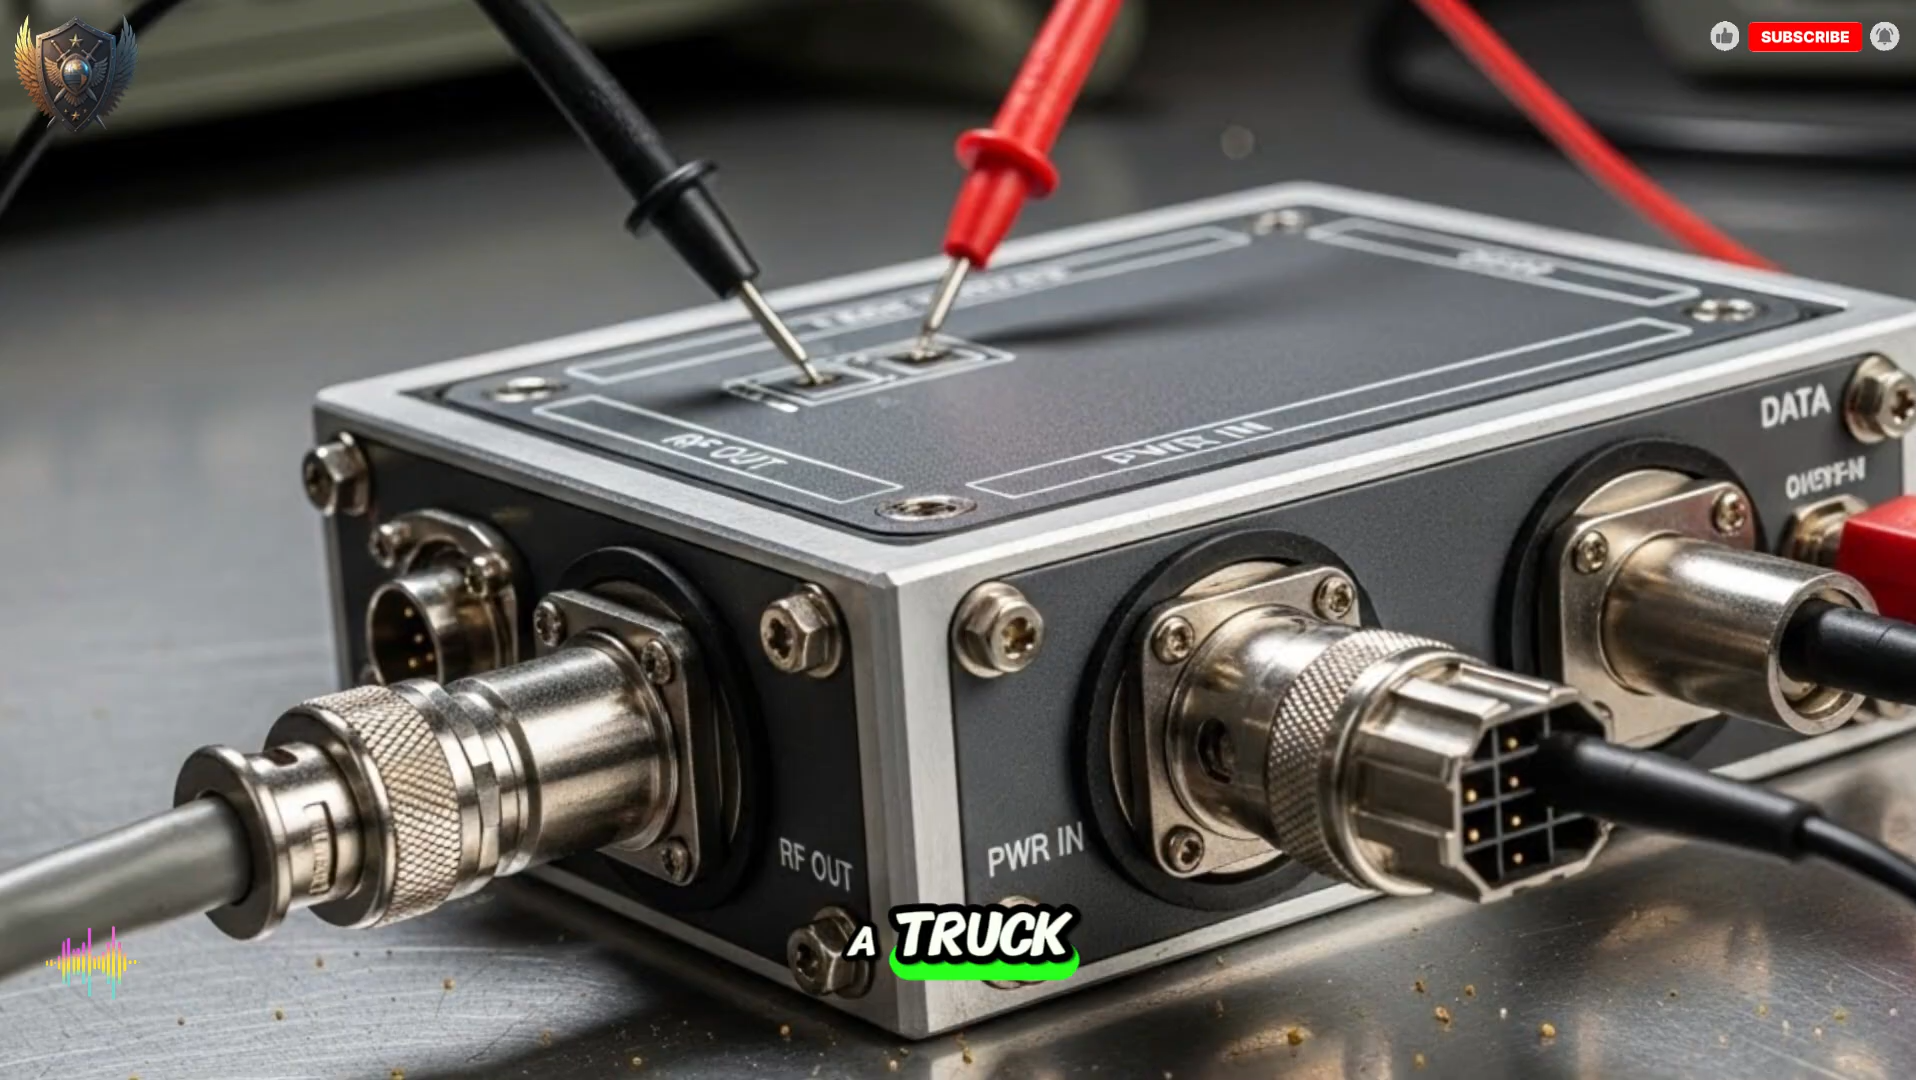 SUBSCRIBE
RF OUT
PWR IN
DATA
RF OUT
PWR IN
A TRUCK